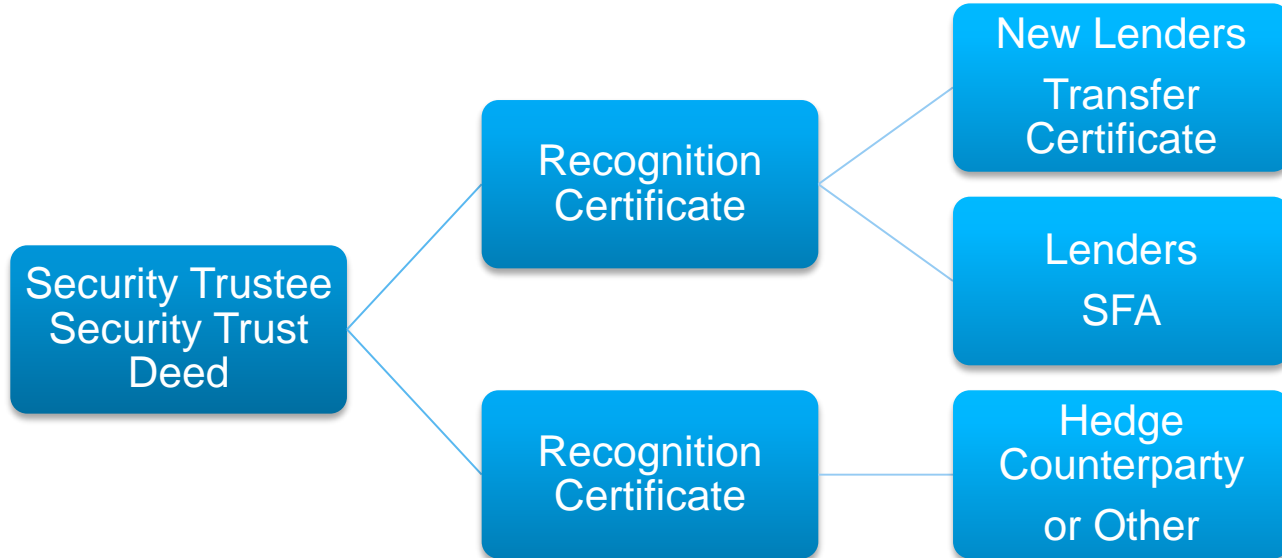 Security Trustee
Security Trust
Deed
Recognition
Certificate
Recognition
Certificate
New Lenders
Transfer
Certificate
Lenders
SFA
Hedge
Counterparty
or Other